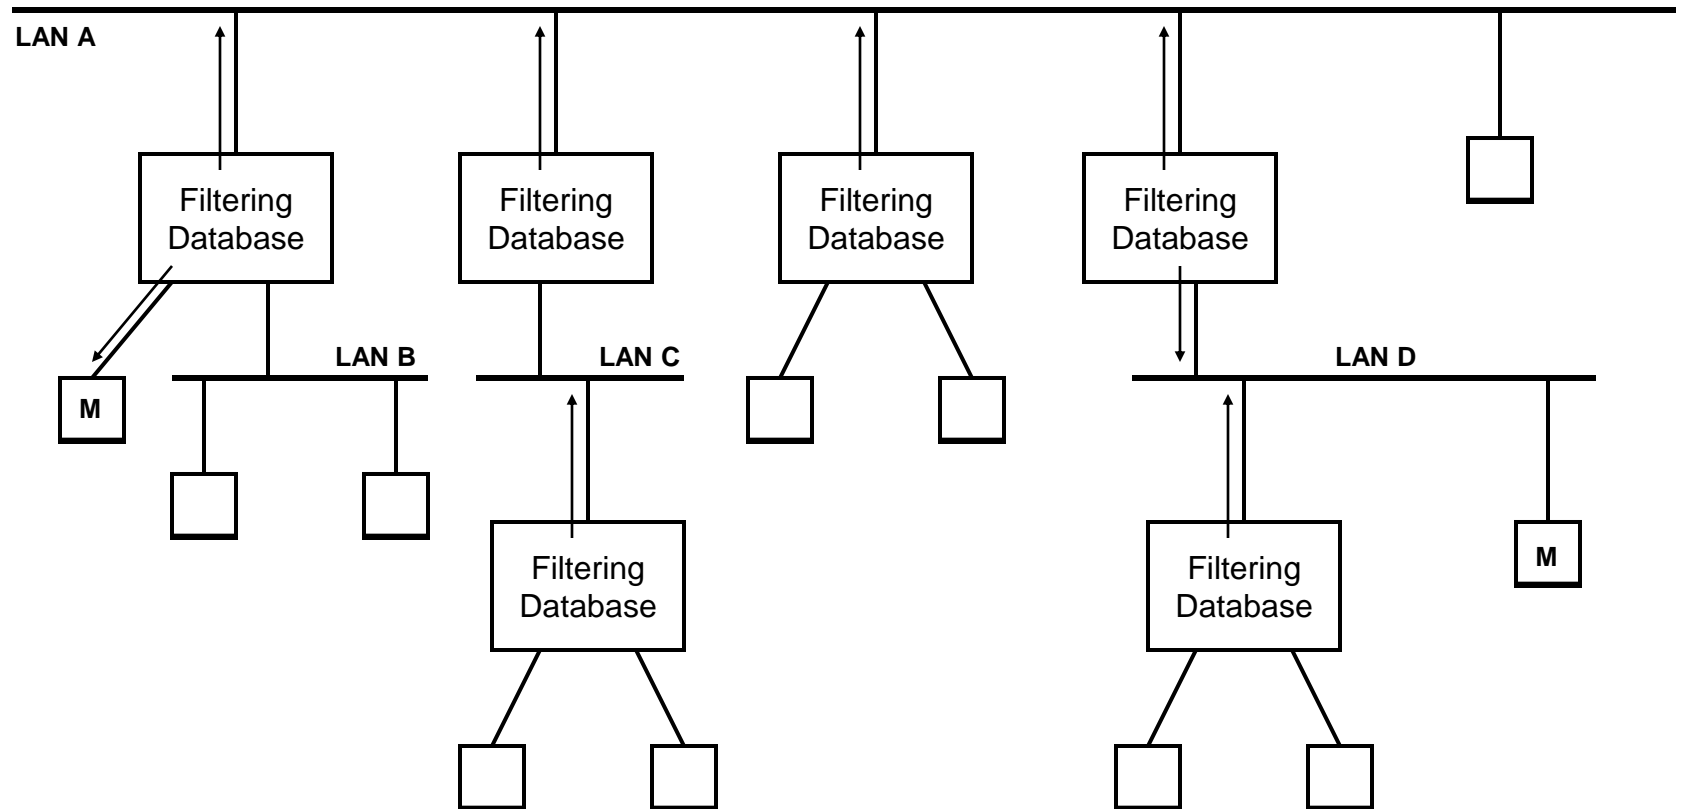 LAN A
Filtering
Database
Filtering
Database
Filtering
Database
Filtering
Database
LAN B
LAN C
LAN D
M
Filtering
Database
Filtering
Database
M